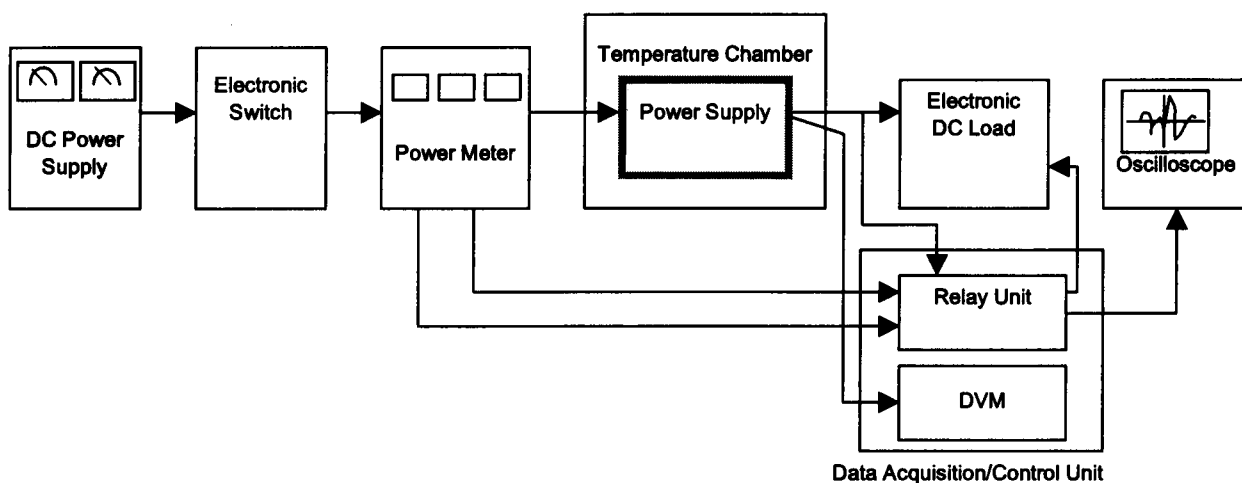 DC Power
Supply
Electronic
Switch
Power Meter
Temperature Chamber
Power Supply
Electronic
DC Load
Oscilloscope
Relay Unit
DVM
Data Acquisition/Control Unit